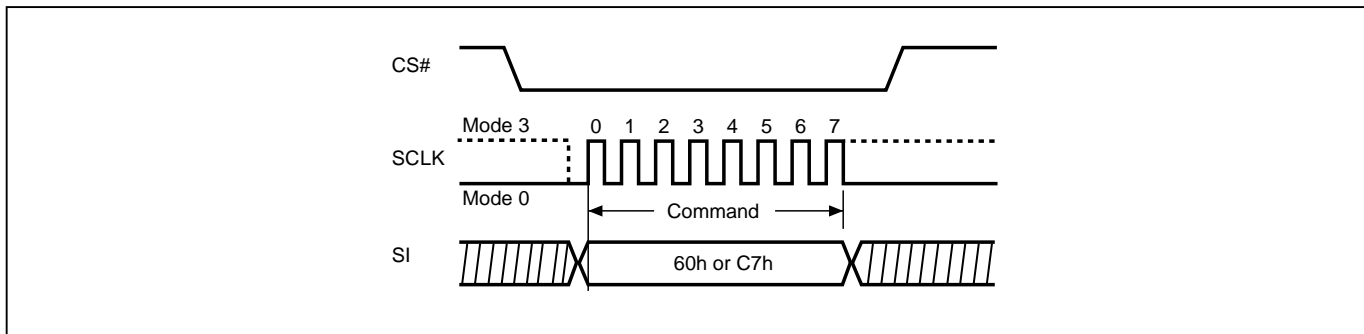 CS#
Mode 3
0 1 2 3 4 5 6 7
SCLK
Mode 0
Command
SI
60h or C7h